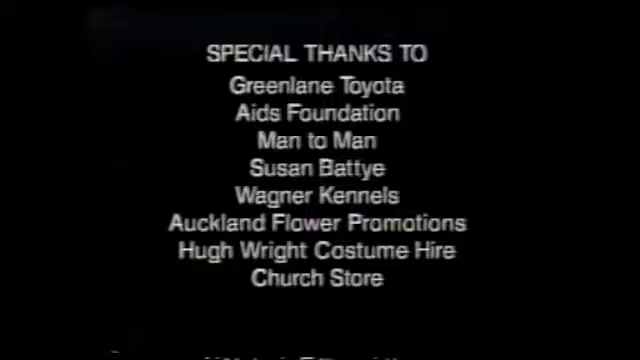 SPECIAL THANKS TO
Greenlane Toyota
Aids Foundation
Man to Man
Susan Battye
Wagner Kennels
Auckland Flower Promotions
Hugh Wright Costume Hire
Church Store